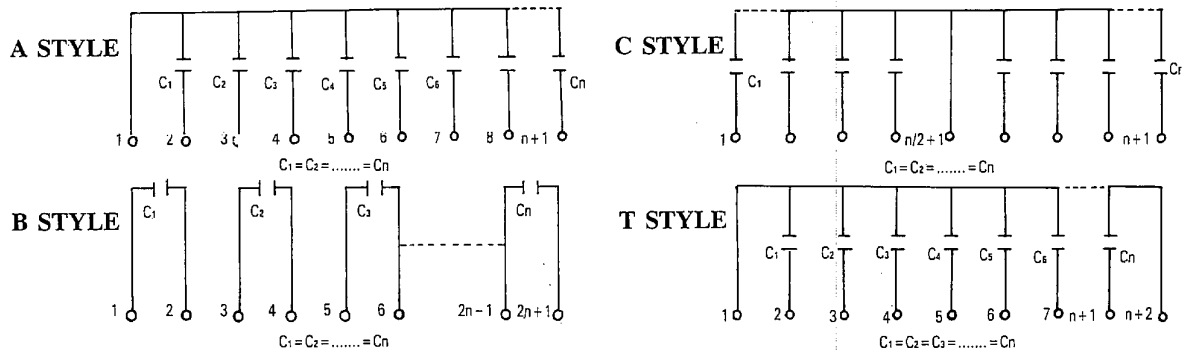 A STYLE
C₁ C₂ C₃ C₄ C₅ C₆ Cn
1 2 3 4 5 6 7 8 n+1
C₁=C₂=.......=Cn
C STYLE
C₁ Cn
1 n/2+1 n+1
C₁=C₂=.......=Cn
B STYLE
C₁ C₂ C₃ Cn
1 2 3 4 5 6 2n-1 2n+1
C₁=C₂=.......=Cn
T STYLE
C₁ C₂ C₃ C₄ C₅ C₆ Cn
1 2 3 4 5 6 7 n+1 n+2
C₁=C₂=C₃=.......=Cn